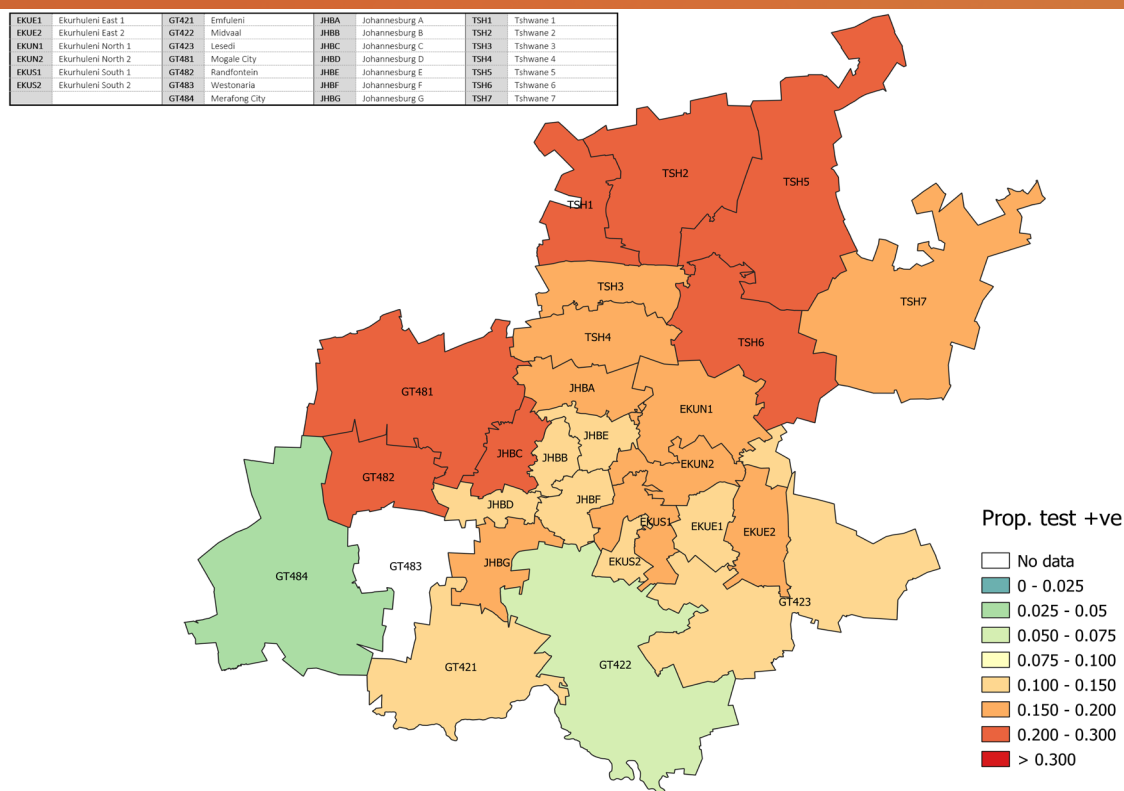 EKUE1 Ekurhuleni East 1 GT421 Emfuleni JHBA Johannesburg A TSH1 Tshwane 1
EKUE2 Ekurhuleni East 2 GT422 Midvaal JHBB Johannesburg B TSH2 Tshwane 2
EKUN1 Ekurhuleni North 1 GT423 Lesedi JHBC Johannesburg C TSH3 Tshwane 3
EKUN2 Ekurhuleni North 2 GT481 Mogale City JHBD Johannesburg D TSH4 Tshwane 4
EKUS1 Ekurhuleni South 1 GT482 Randfontein JHBE Johannesburg E TSH5 Tshwane 5
EKUS2 Ekurhuleni South 2 GT483 Westonaria JHBF Johannesburg F TSH6 Tshwane 6
GT484 Merafong City JHBG Johannesburg G TSH7 Tshwane 7
TSH2
TSH5
TSH1
TSH3
TSH7
TSH4
TSH6
JHBA
GT481
EKUN1
JHBE
JHBC
JHBB
EKUN2
GT482
JHBF
JHBD
EKUS1
EKUE1
EKUE2
JHBG
EKUS2
GT483
GT484
GT423
GT421
GT422
Prop. test +ve
No data
0 - 0.025
0.025 - 0.05
0.050 - 0.075
0.075 - 0.100
0.100 - 0.150
0.150 - 0.200
0.200 - 0.300
> 0.300